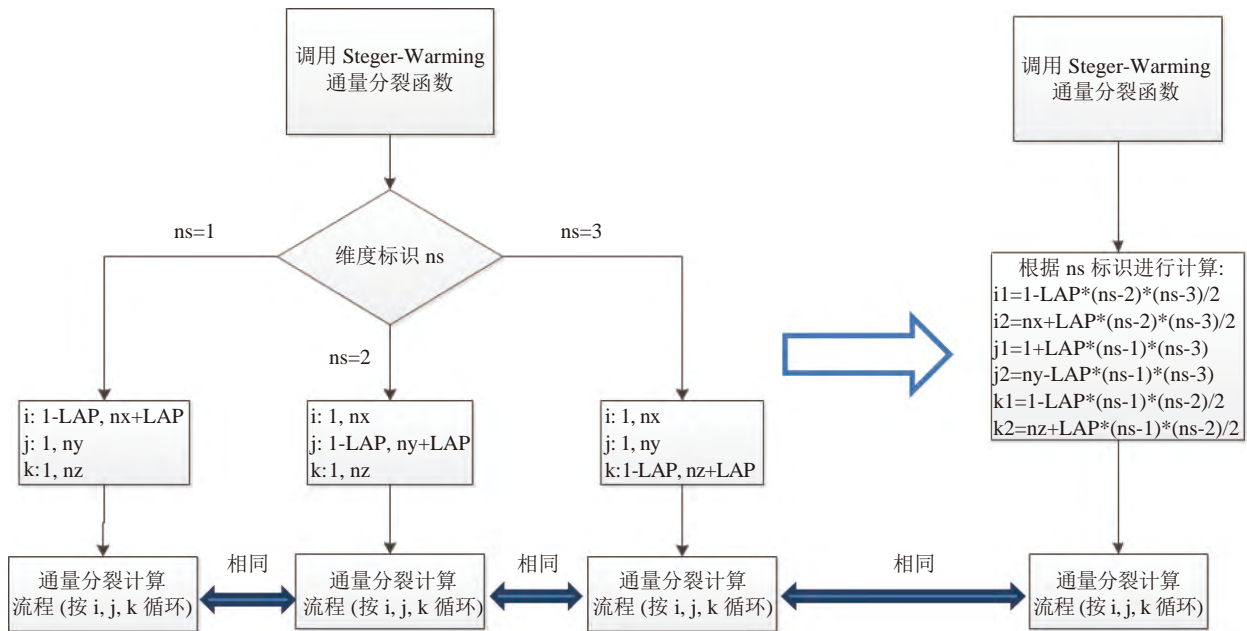 调用 Steger-Warming
通量分裂函数
维度标识 ns
ns=1
ns=3
ns=2
i: 1-LAP, nx+LAP
j: 1, ny
k:1, nz
i: 1, nx
j: 1-LAP, ny+LAP
k:1, nz
i: 1, nx
j: 1, ny
k:1-LAP, nz+LAP
通量分裂计算
流程 (按 i, j, k 循环)
相同
通量分裂计算
流程 (按 i, j, k 循环)
相同
通量分裂计算
流程 (按 i, j, k 循环)
相同
调用 Steger-Warming
通量分裂函数
根据 ns 标识进行计算:
i1=1-LAP*(ns-2)*(ns-3)/2
i2=nx+LAP*(ns-2)*(ns-3)/2
j1=1+LAP*(ns-1)*(ns-3)
j2=ny-LAP*(ns-1)*(ns-3)
k1=1-LAP*(ns-1)*(ns-2)/2
k2=nz+LAP*(ns-1)*(ns-2)/2
通量分裂计算
流程 (按 i, j, k 循环)